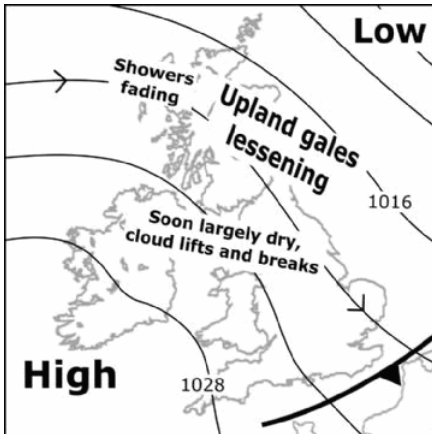 Low
Showers
fading
Upland gales
lessening
1016
Soon largely dry,
cloud lifts and breaks
High
1028